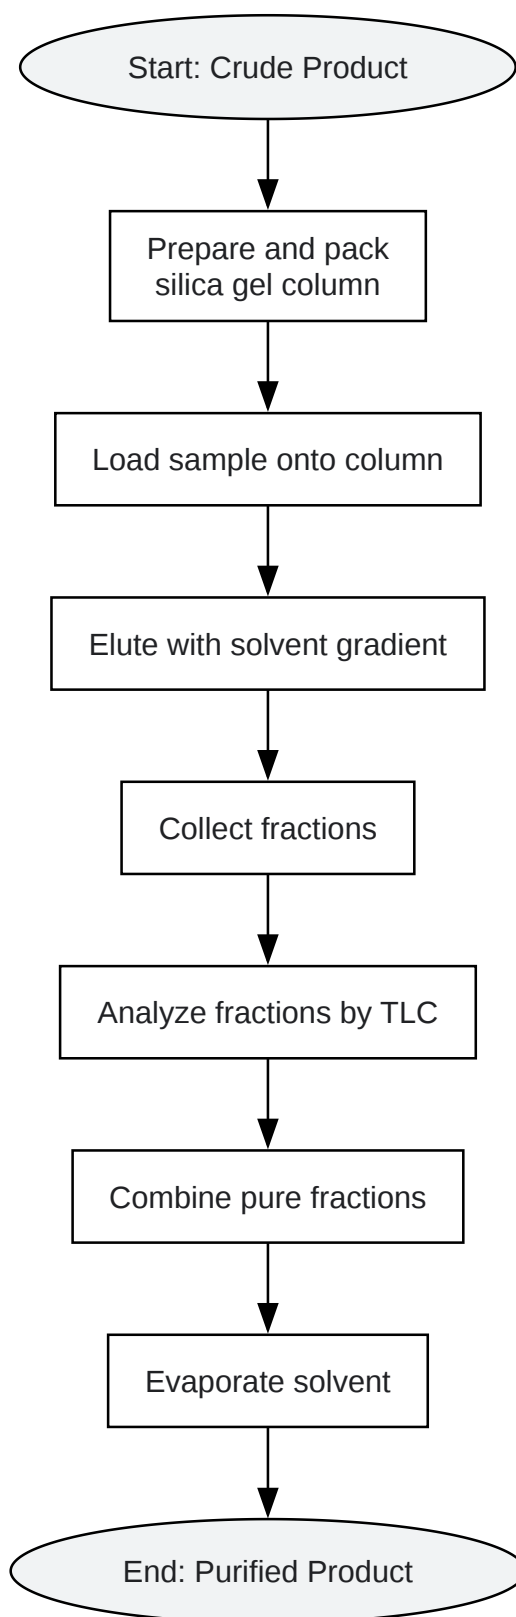 Start: Crude Product
Prepare and pack
silica gel column
Load sample onto column
Elute with solvent gradient
Collect fractions
Analyze fractions by TLC
Combine pure fractions
Evaporate solvent
End: Purified Product